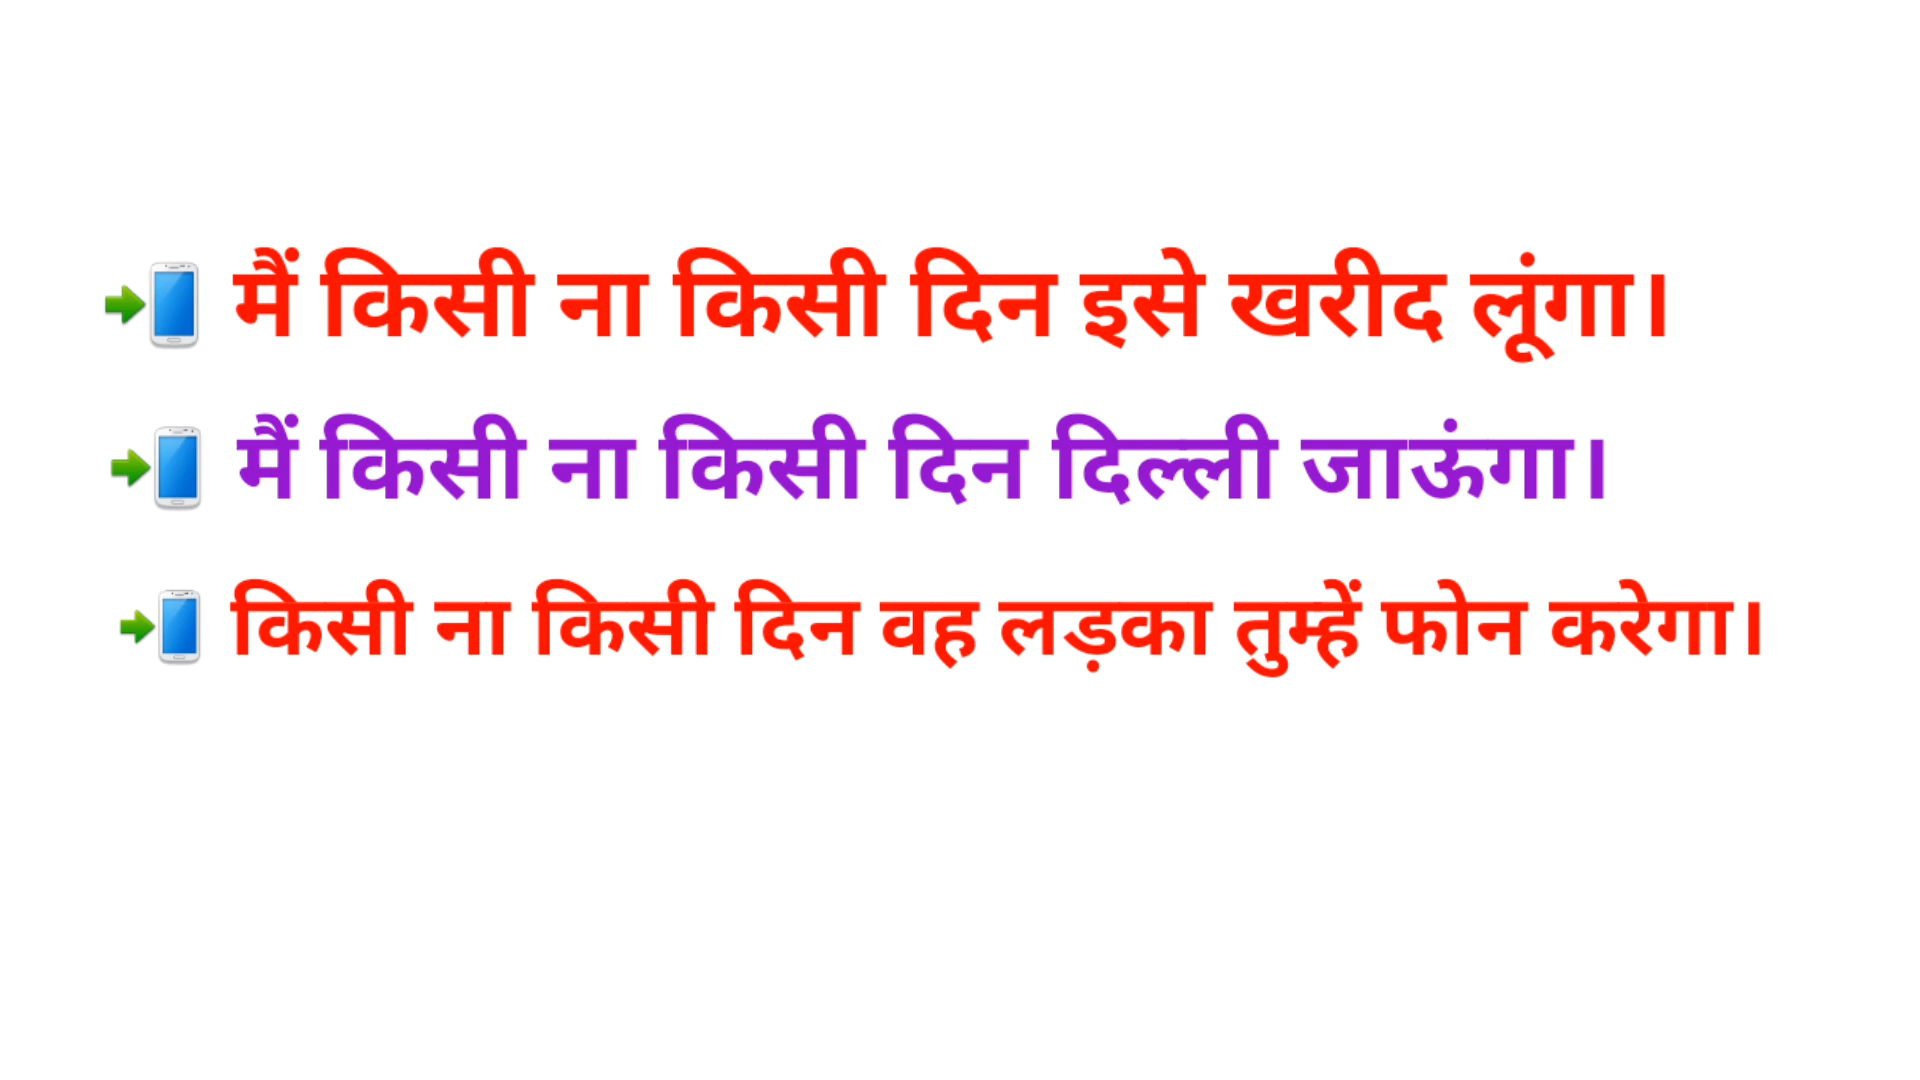 मैं किसी ना किसी दिन इसे खरीद लूंगा।
मैं किसी ना किसी दिन दिल्ली जाऊंगा।
किसी ना किसी दिन वह लड़का तुम्हें फोन करेगा।